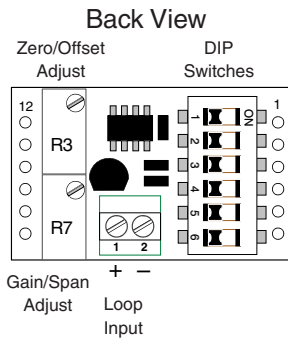 Back View
Zero/Offset
Adjust
DIP
Switches
12
1
ON
R3
R7
1
2
3
4
5
6
1 2
+ −
Gain/Span
Adjust
Loop
Input